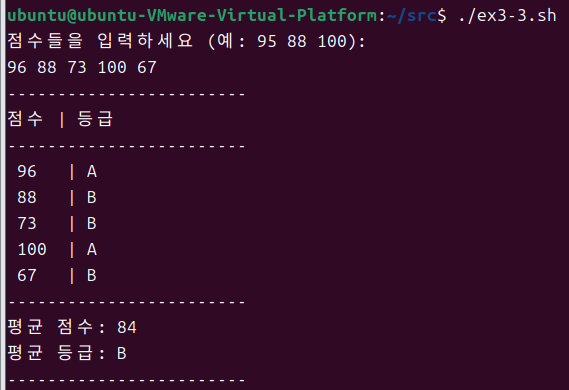 ubuntu@ubuntu-VMware-Virtual-Platform:~/src$ ./ex3-3.sh
점수들을 입력하세요 (예: 95 88 100):
96 88 73 100 67
------------------------
점수 | 등급
------------------------
 96   | A
 88   | B
 73   | B
 100  | A
 67   | B
------------------------
평균 점수: 84
평균 등급: B
------------------------